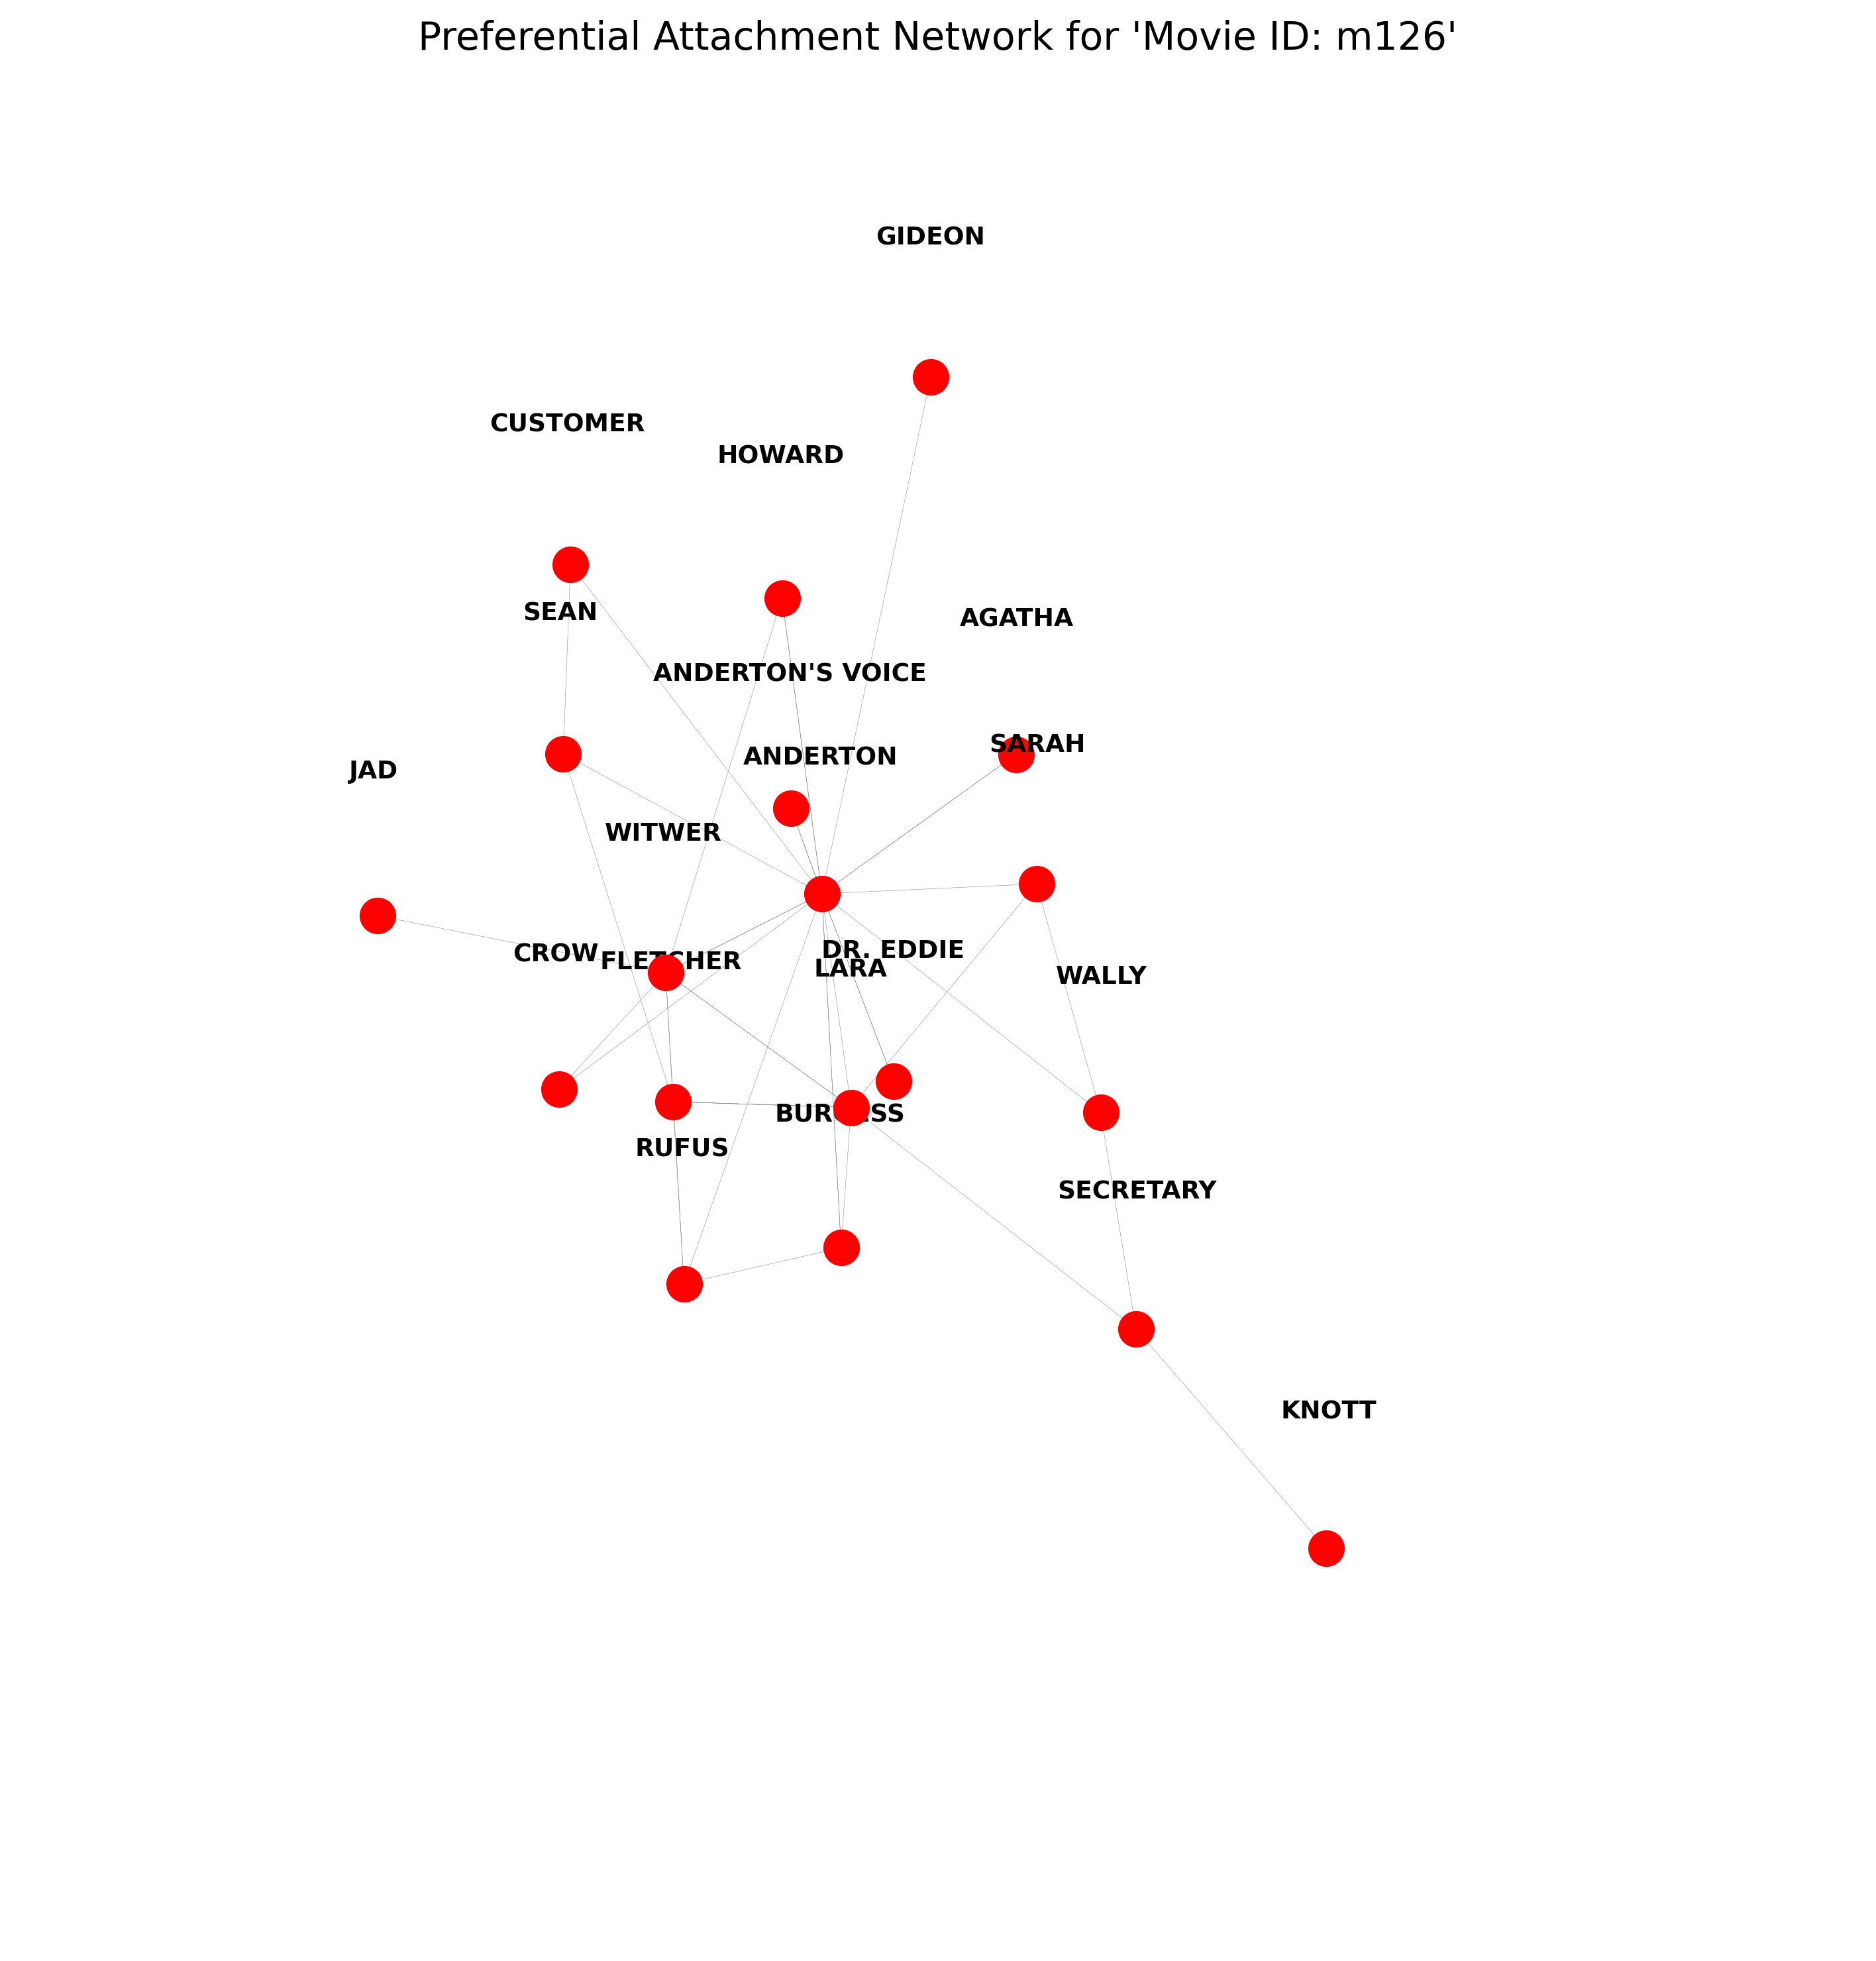 Preferential Attachment Network for 'Movie ID: m126'
GIDEON
CUSTOMER
HOWARD
SEAN
AGATHA
ANDERTON'S VOICE
SARAH
ANDERTON
JAD
WITWER
DR. EDDIE
CROW
FLETCHER
LARA
WALLY
BURGESS
RUFUS
SECRETARY
KNOTT